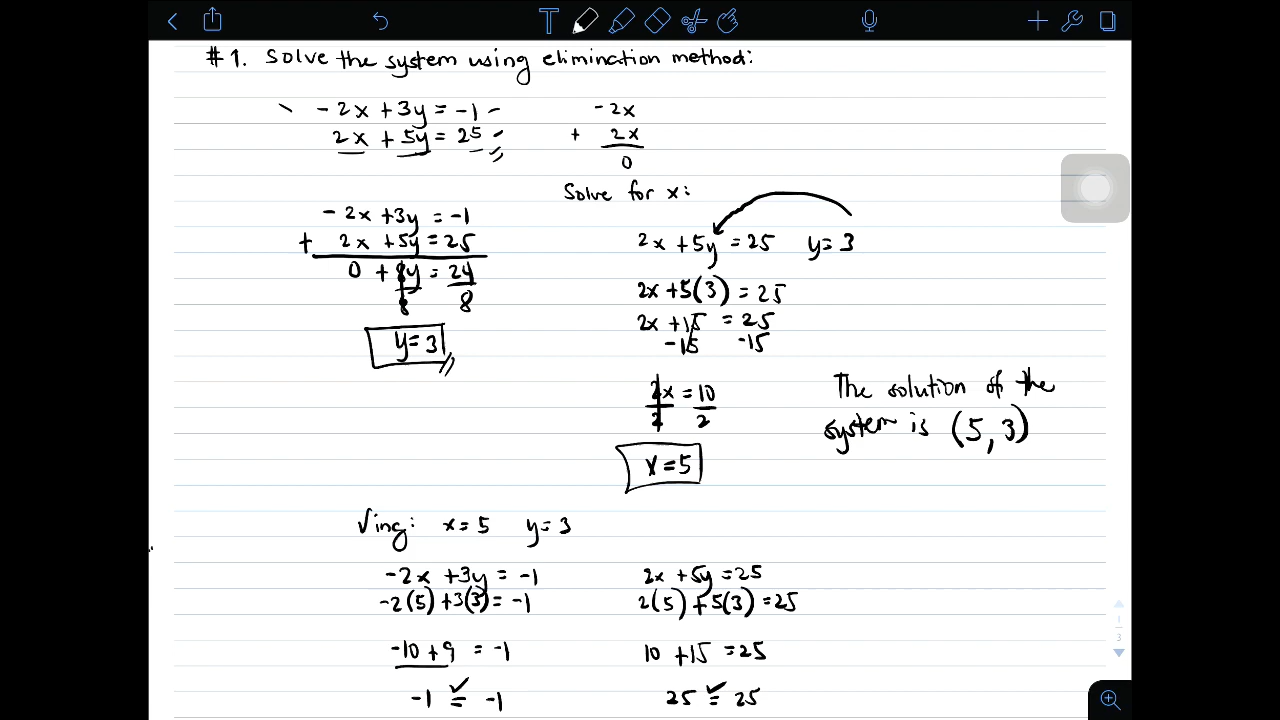 #1. Solve the system using elimination method:
-2x + 3y = -1
2x + 5y = 25
-2x
+ 2x
0
-2x + 3y = -1
+ 2x + 5y = 25
0 + 8y = 24
8 8
y = 3
Solve for x:
2x + 5y = 25 y = 3
2x + 5(3) = 25
2x + 15 = 25
-15 -15
2x = 10
2 2
x = 5
The solution of the
system is (5, 3)
√ing: x = 5 y = 3
-2x + 3y = -1
-2(5) + 3(3) = -1
-10 + 9 = -1
-1 = -1
✓
2x + 5y = 25
2(5) + 5(3) = 25
10 + 15 = 25
25 = 25
✓
1
3